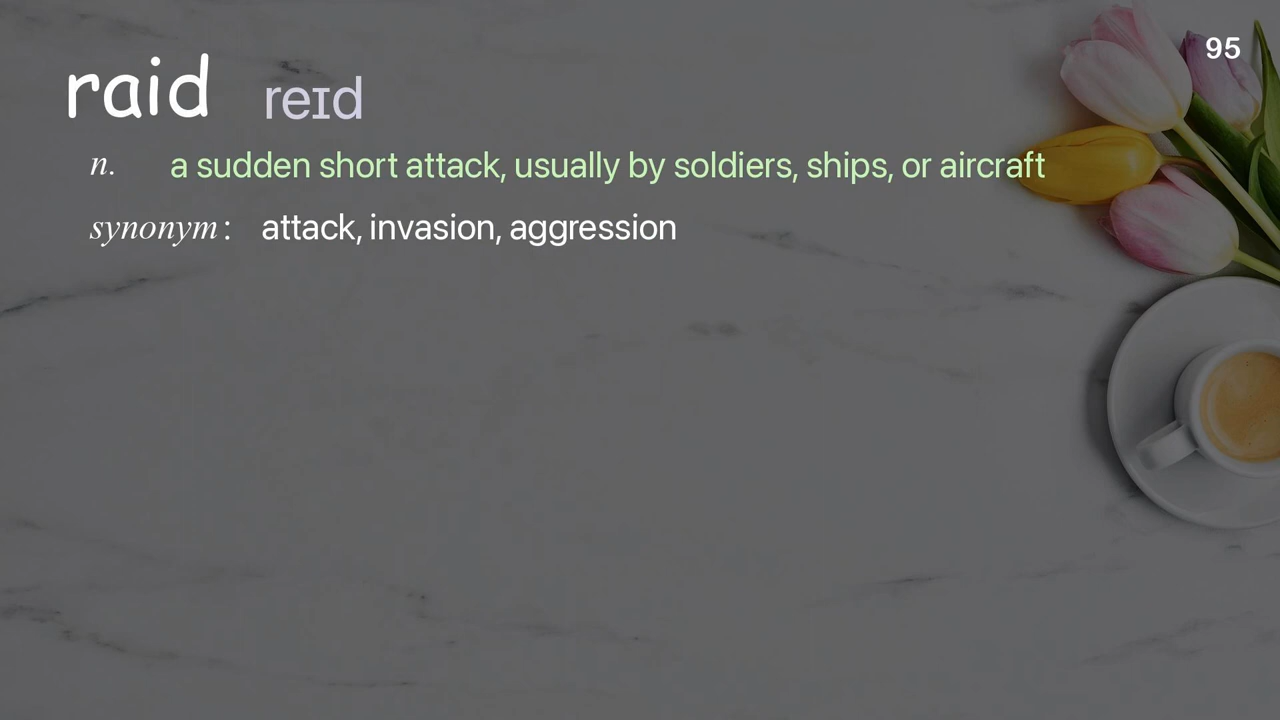 95
raid reɪd
n. a sudden short attack, usually by soldiers, ships, or aircraft
synonym: attack, invasion, aggression